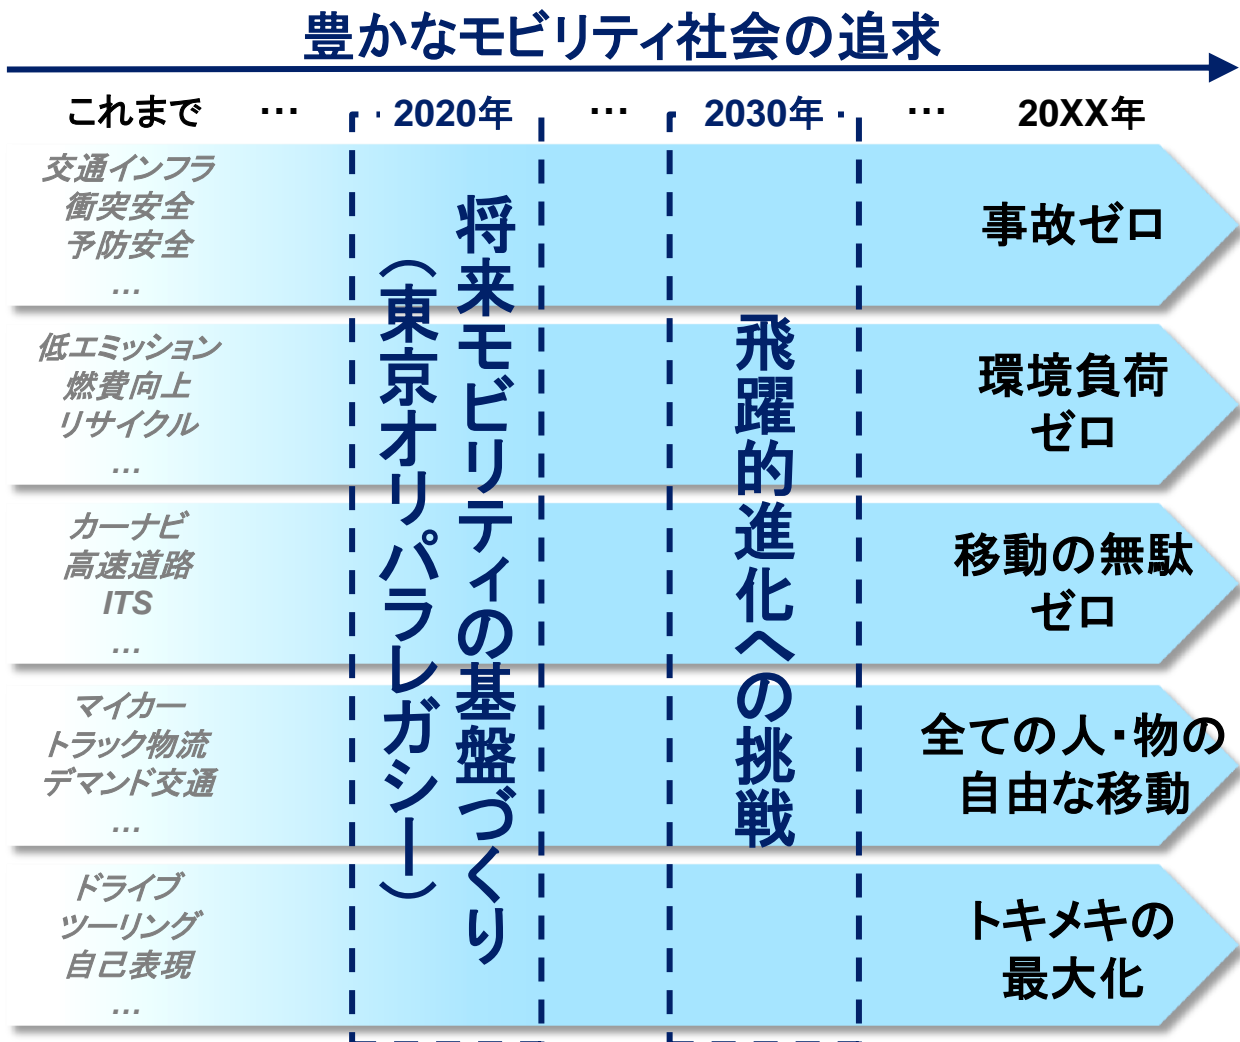 豊かなモビリティ社会の追求
これまで … 2020年 … 2030年 … 20XX年
交通インフラ
衝突安全
予防安全
…
事故ゼロ
低エミッション
燃費向上
リサイクル
…
環境負荷
ゼロ
カーナビ
高速道路
ITS
…
移動の無駄
ゼロ
マイカー
トラック物流
デマンド交通
…
全ての人・物の
自由な移動
ドライブ
ツーリング
自己表現
…
トキメキの
最大化
将来モビリティの基盤づくり
（東京オリパラレガシー）
飛躍的進化への挑戦